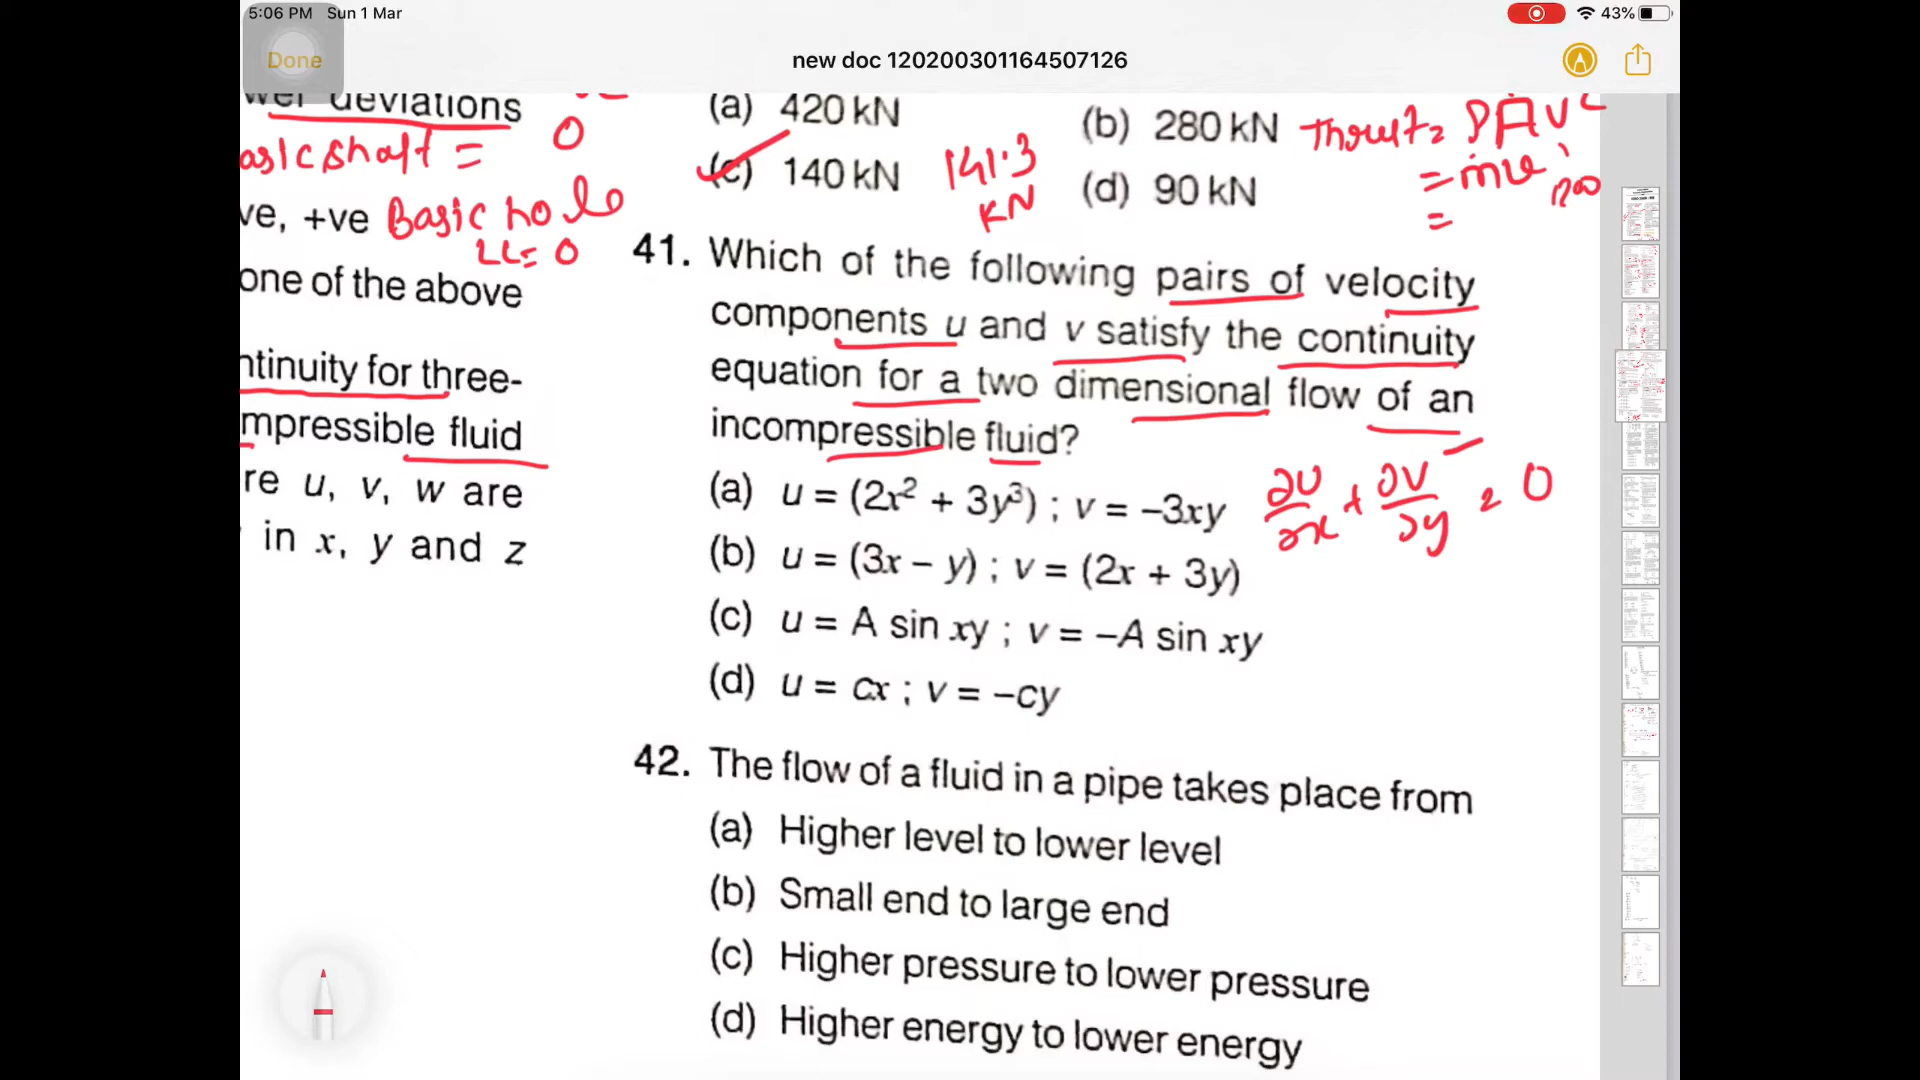 5:06 PM Sun 1 Mar
43%
Done
new doc 120200301164507126
wer deviations
asic shaft = 0
ve, +ve Basic hole
LL= 0
one of the above
ntinuity for three-
mpressible fluid
re u, v, w are
in x, y and z
(a) 420 kN
(b) 280 kN Thrust=
(c) 140 kN 141.3 kN
(d) 90 kN
41. Which of the following pairs of velocity
components u and v satisfy the continuity
equation for a two dimensional flow of an
incompressible fluid?
(a) u = (2x² + 3y³) ; v = –3xy
∂U/∂x + ∂V/∂y = 0
(b) u = (3x – y) ; v = (2x + 3y)
(c) u = A sin xy ; v = –A sin xy
(d) u = cx ; v = –cy
42. The flow of a fluid in a pipe takes place from
(a) Higher level to lower level
(b) Small end to large end
(c) Higher pressure to lower pressure
(d) Higher energy to lower energy